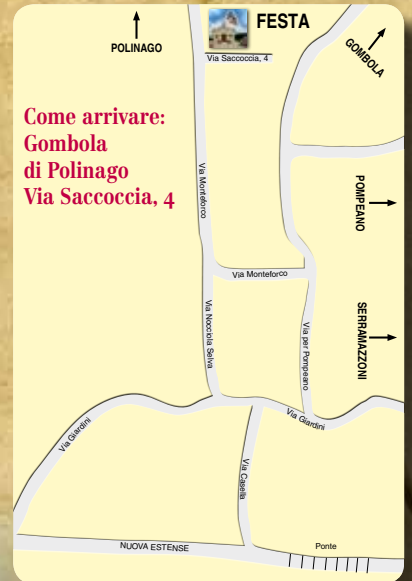 FESTA
POLINAGO
Via Saccoccia, 4
GOMBOLA
Come arrivare:
Gombola
di Polinago
Via Saccoccia, 4
Via Monteforco
POMPEANO
Via Monteforco
Via Nocciola Selva
Via per Pompeano
SERRAMAZZONI
Via Giardini
Via Giardini
Via Casella
NUOVA ESTENSE
Ponte